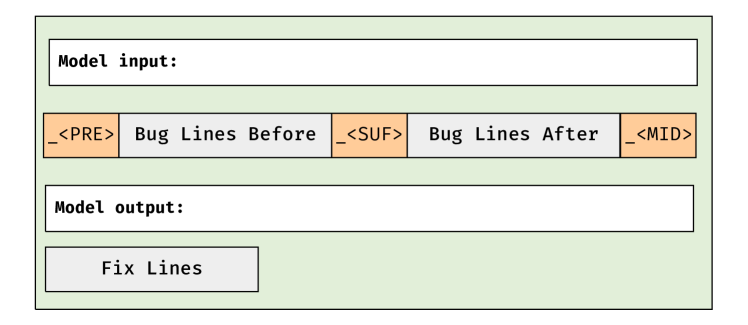 Model input:
_<PRE> Bug Lines Before _<SUF> Bug Lines After _<MID>
Model output:
Fix Lines